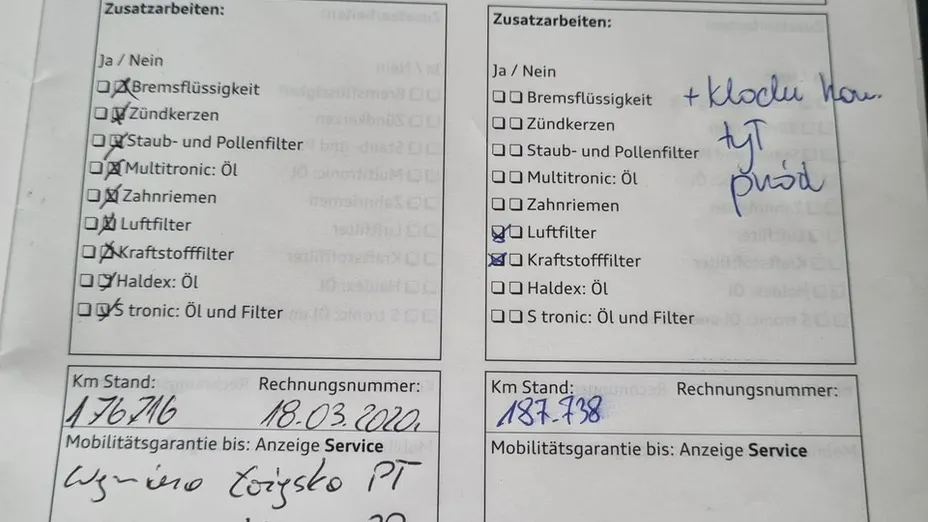 Zusatzarbeiten:
Ja / Nein
Bremsflüssigkeit
Zündkerzen
Staub- und Pollenfilter
Multitronic: Öl
Zahnriemen
Luftfilter
Kraftstofffilter
Haldex: Öl
S tronic: Öl und Filter
Km Stand: Rechnungsnummer:
176716 18.03.2020.
Mobilitätsgarantie bis: Anzeige Service
łożysko PT
Zusatzarbeiten:
Ja / Nein
Bremsflüssigkeit + klocki ham.
Zündkerzen
tył
Staub- und Pollenfilter
Multitronic: Öl przód
Zahnriemen
Luftfilter
Kraftstofffilter
Haldex: Öl
S tronic: Öl und Filter
Km Stand: Rechnungsnummer:
187.738
Mobilitätsgarantie bis: Anzeige Service